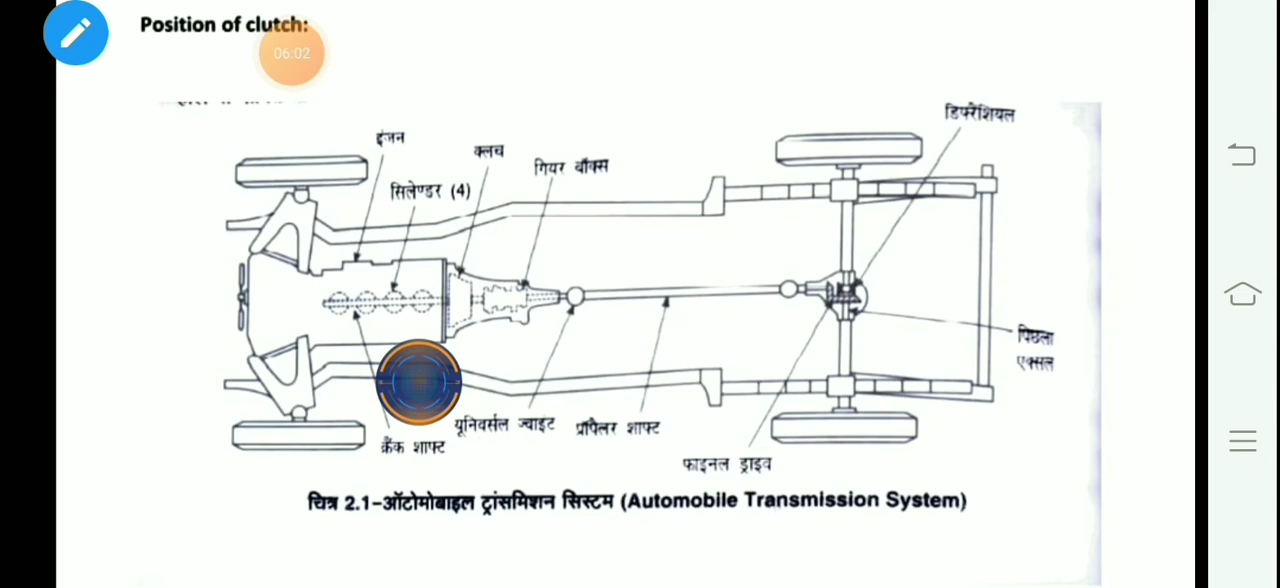 Position of clutch:
06:02
डिफरेंशियल
इंजन
क्लच
गियर बॉक्स
सिलेण्डर (4)
पिछला
एक्सल
यूनिवर्सल ज्वाइंट
प्रॉपैलर शाफ्ट
क्रैंक शाफ्ट
फाइनल ड्राइव
चित्र 2.1-ऑटोमोबाइल ट्रांसमिशन सिस्टम (Automobile Transmission System)